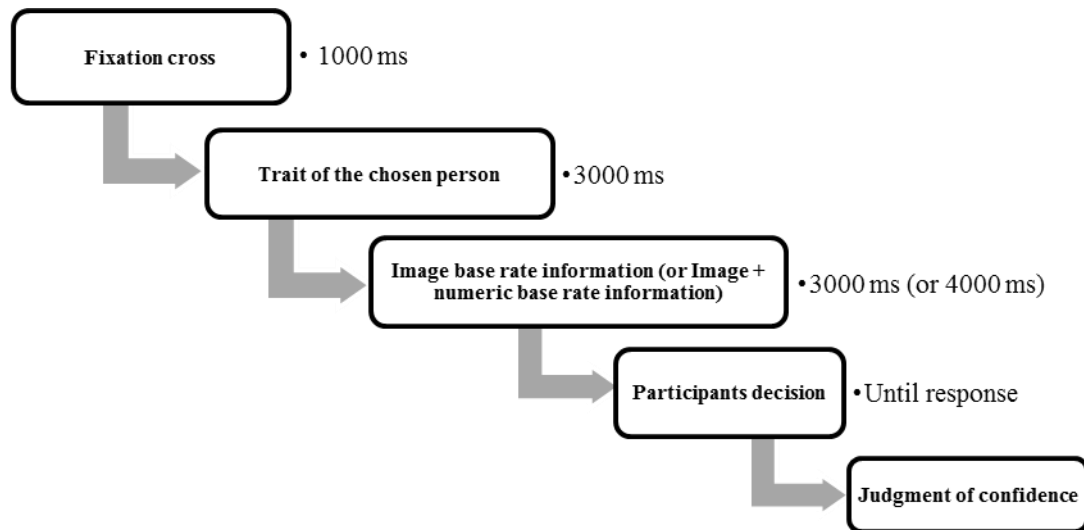 Fixation cross
• 1000 ms
Trait of the chosen person
•3000 ms
Image base rate information (or Image +
numeric base rate information)
•3000 ms (or 4000 ms)
Participants decision
•Until response
Judgment of confidence